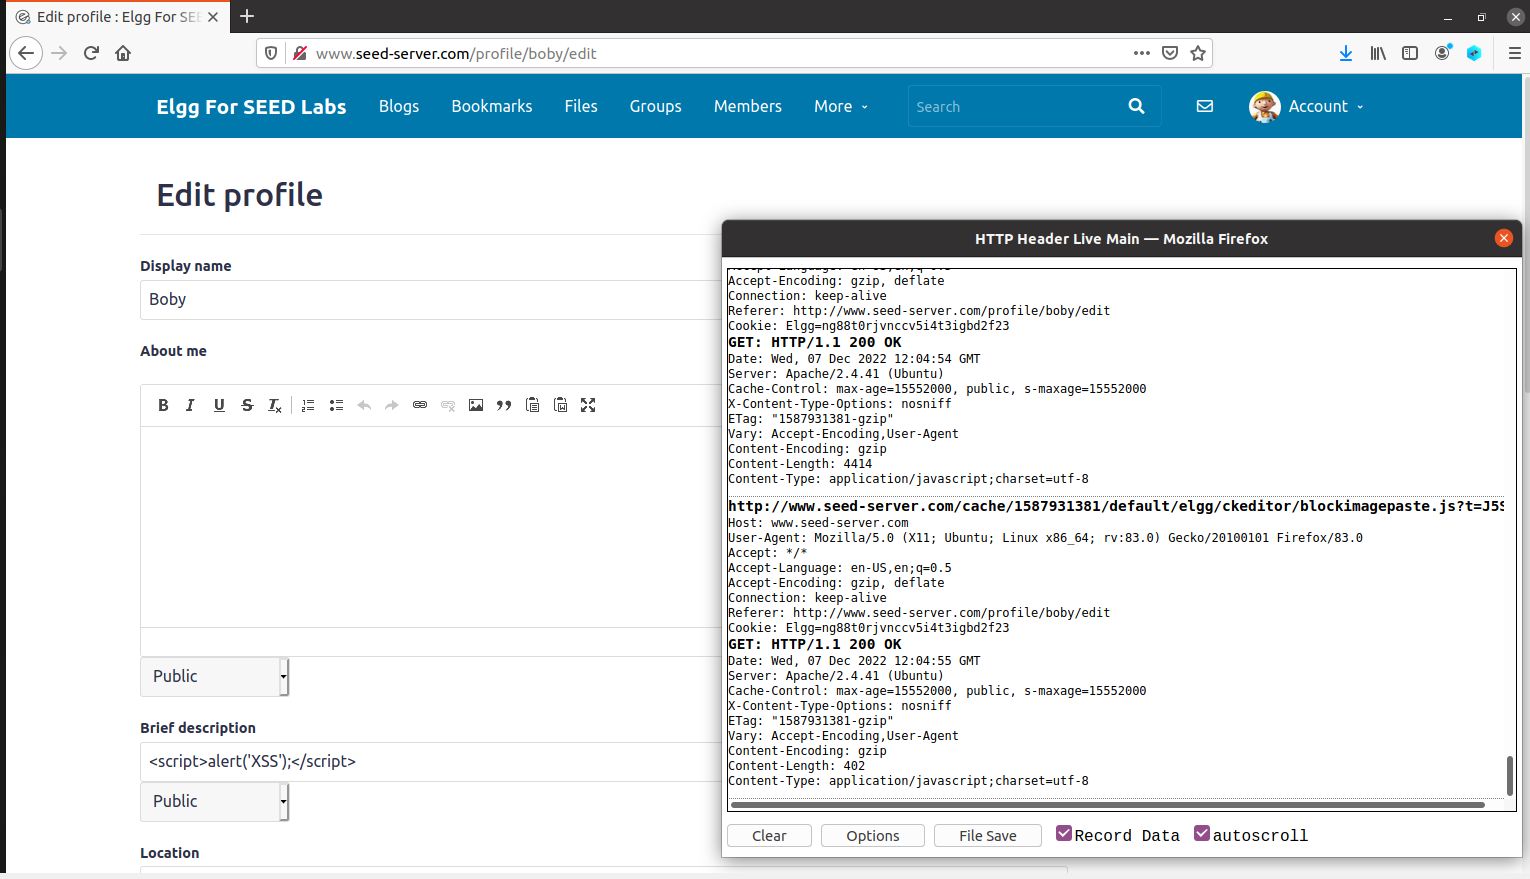 Edit profile : Elgg For SEE
www.seed-server.com/profile/boby/edit
Elgg For SEED Labs
Blogs
Bookmarks
Files
Groups
Members
More
Search
Account
Edit profile
Display name
Boby
About me
Public
Brief description
<script>alert('XSS');</script>
Public
Location
HTTP Header Live Main — Mozilla Firefox
Accept-Language: en-US,en;q=0.5
Accept-Encoding: gzip, deflate
Connection: keep-alive
Referer: http://www.seed-server.com/profile/boby/edit
Cookie: Elgg=ng88t0rjvnccv5i4t3igbd2f23
GET: HTTP/1.1 200 OK
Date: Wed, 07 Dec 2022 12:04:54 GMT
Server: Apache/2.4.41 (Ubuntu)
Cache-Control: max-age=15552000, public, s-maxage=15552000
X-Content-Type-Options: nosniff
ETag: "1587931381-gzip"
Vary: Accept-Encoding,User-Agent
Content-Encoding: gzip
Content-Length: 4414
Content-Type: application/javascript;charset=utf-8
http://www.seed-server.com/cache/1587931381/default/elgg/ckeditor/blockimagepaste.js?t=J5S
Host: www.seed-server.com
User-Agent: Mozilla/5.0 (X11; Ubuntu; Linux x86_64; rv:83.0) Gecko/20100101 Firefox/83.0
Accept: */*
Accept-Language: en-US,en;q=0.5
Accept-Encoding: gzip, deflate
Connection: keep-alive
Referer: http://www.seed-server.com/profile/boby/edit
Cookie: Elgg=ng88t0rjvnccv5i4t3igbd2f23
GET: HTTP/1.1 200 OK
Date: Wed, 07 Dec 2022 12:04:55 GMT
Server: Apache/2.4.41 (Ubuntu)
Cache-Control: max-age=15552000, public, s-maxage=15552000
X-Content-Type-Options: nosniff
ETag: "1587931381-gzip"
Vary: Accept-Encoding,User-Agent
Content-Encoding: gzip
Content-Length: 402
Content-Type: application/javascript;charset=utf-8
Clear
Options
File Save
Record Data
autoscroll